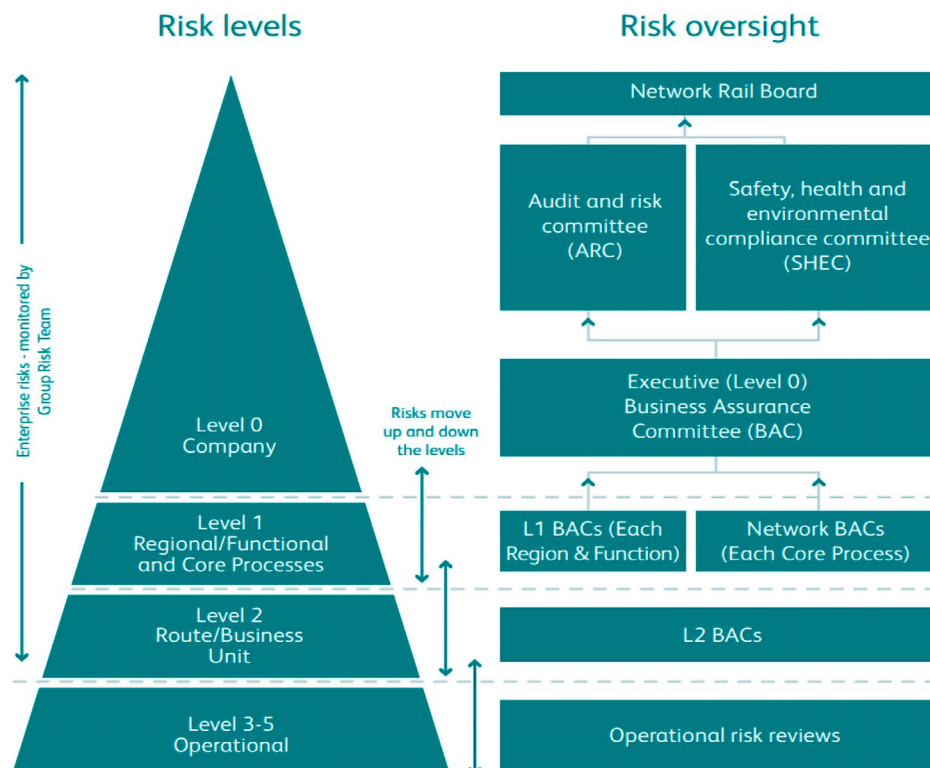 Risk levels
Risk oversight
Enterprise risks - monitored by
Group Risk Team
Level 0
Company
Level 1
Regional/Functional
and Core Processes
Level 2
Route/Business
Unit
Level 3-5
Operational
Risks move
up and down
the levels
Network Rail Board
Audit and risk
committee
(ARC)
Safety, health and
environmental
compliance committee
(SHEC)
Executive (Level 0)
Business Assurance
Committee (BAC)
L1 BACs (Each
Region & Function)
Network BACs
(Each Core Process)
L2 BACs
Operational risk reviews